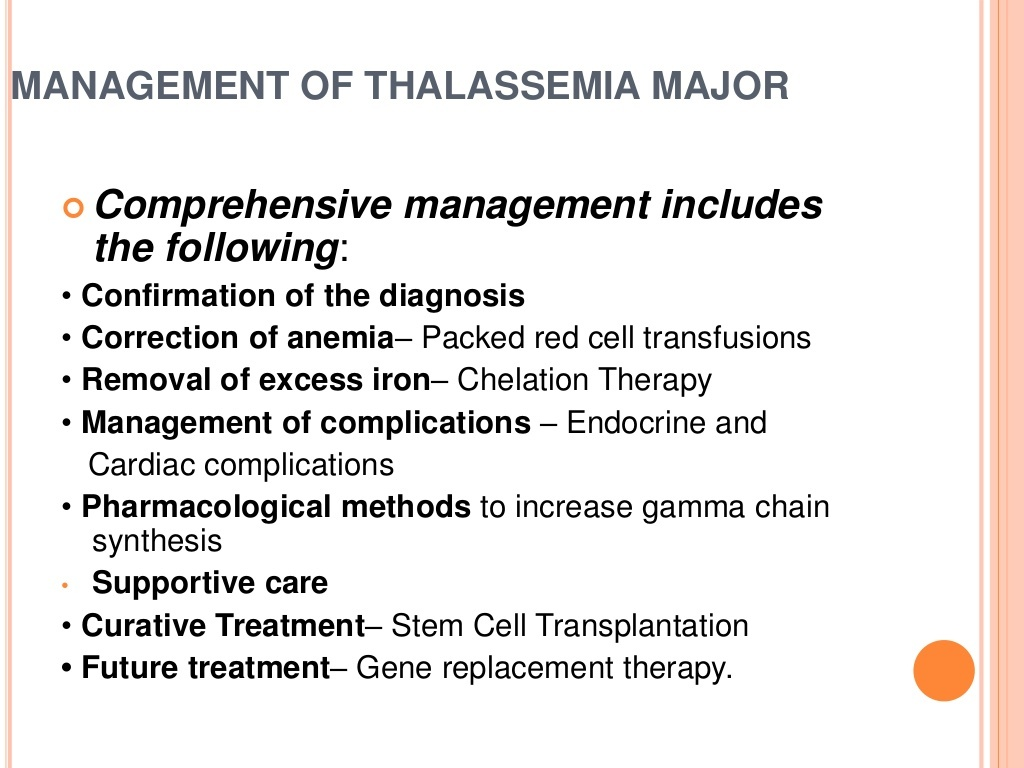 MANAGEMENT OF THALASSEMIA MAJOR
Comprehensive management includes
the following:
• Confirmation of the diagnosis
• Correction of anemia– Packed red cell transfusions
• Removal of excess iron– Chelation Therapy
• Management of complications – Endocrine and
Cardiac complications
• Pharmacological methods to increase gamma chain
synthesis
• Supportive care
• Curative Treatment– Stem Cell Transplantation
• Future treatment– Gene replacement therapy.